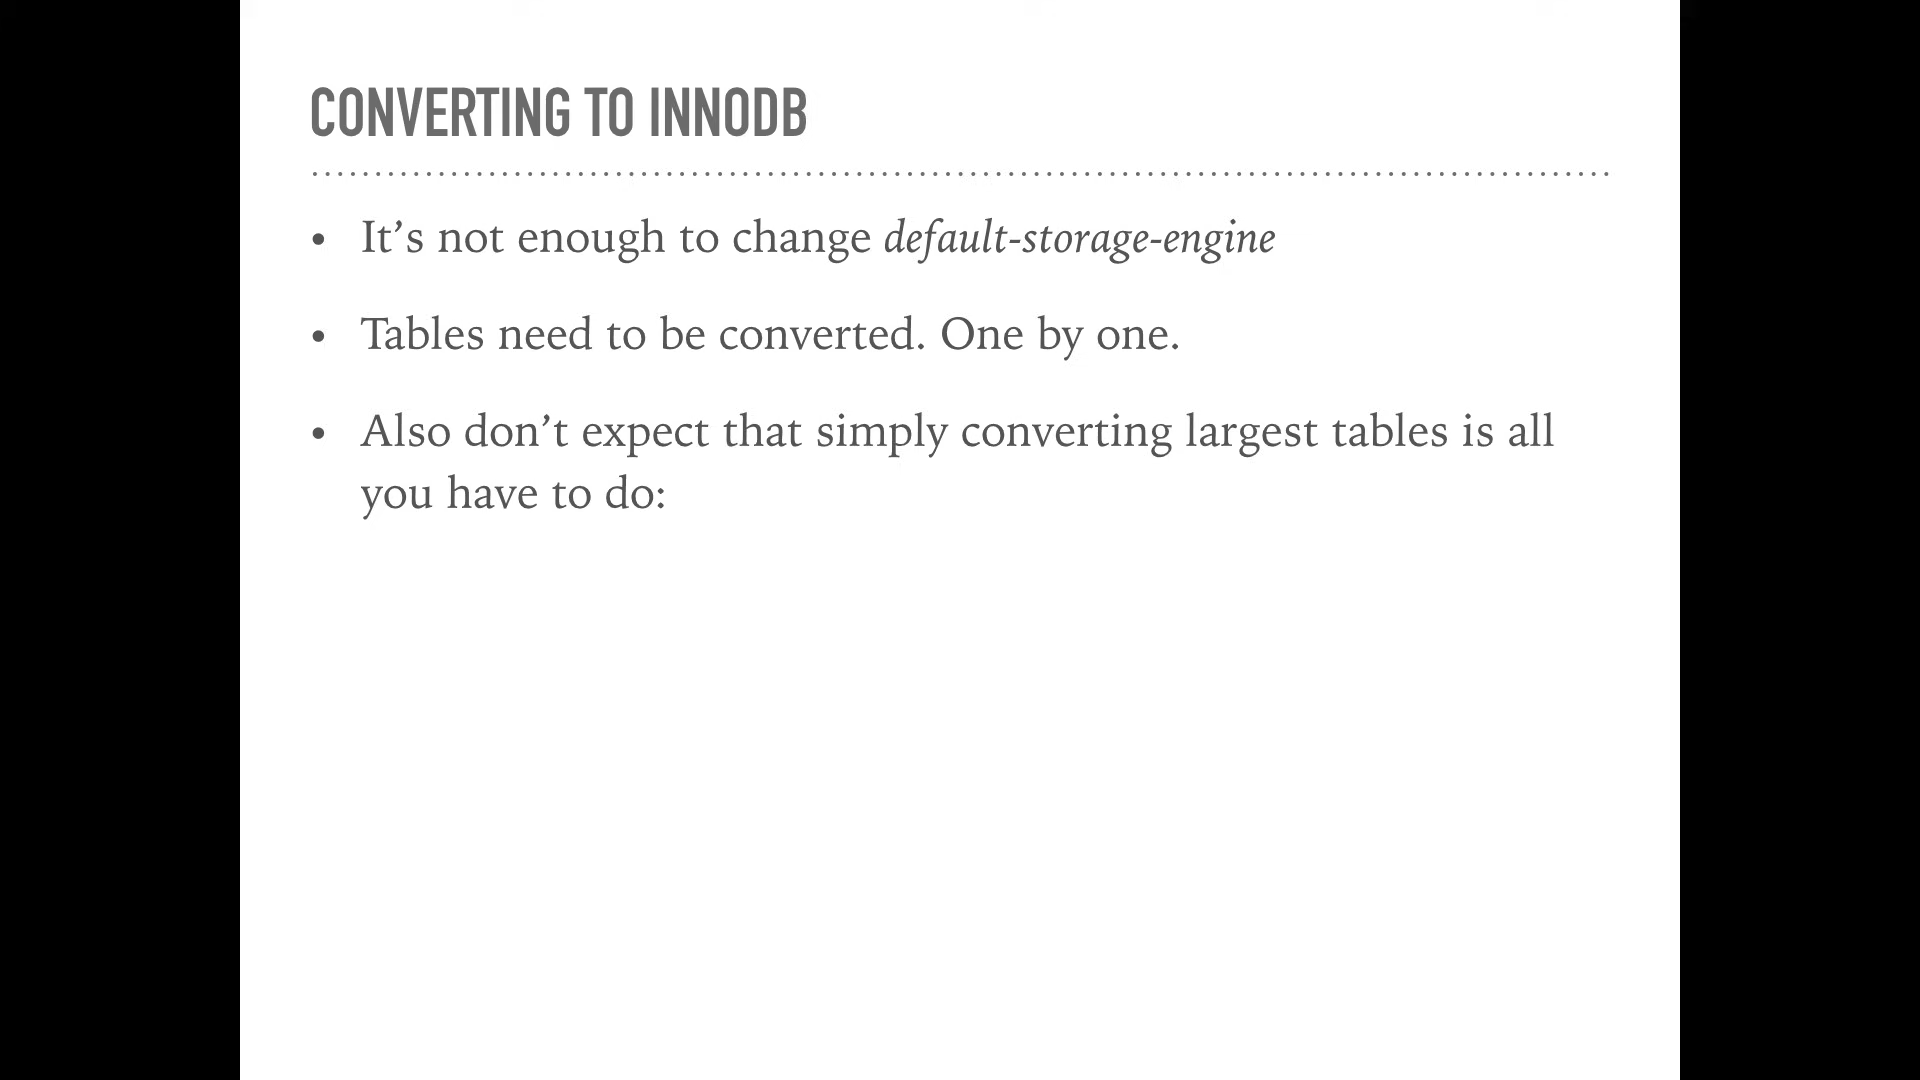 CONVERTING TO INNODB
• It’s not enough to change default-storage-engine
• Tables need to be converted. One by one.
• Also don’t expect that simply converting largest tables is all
you have to do: